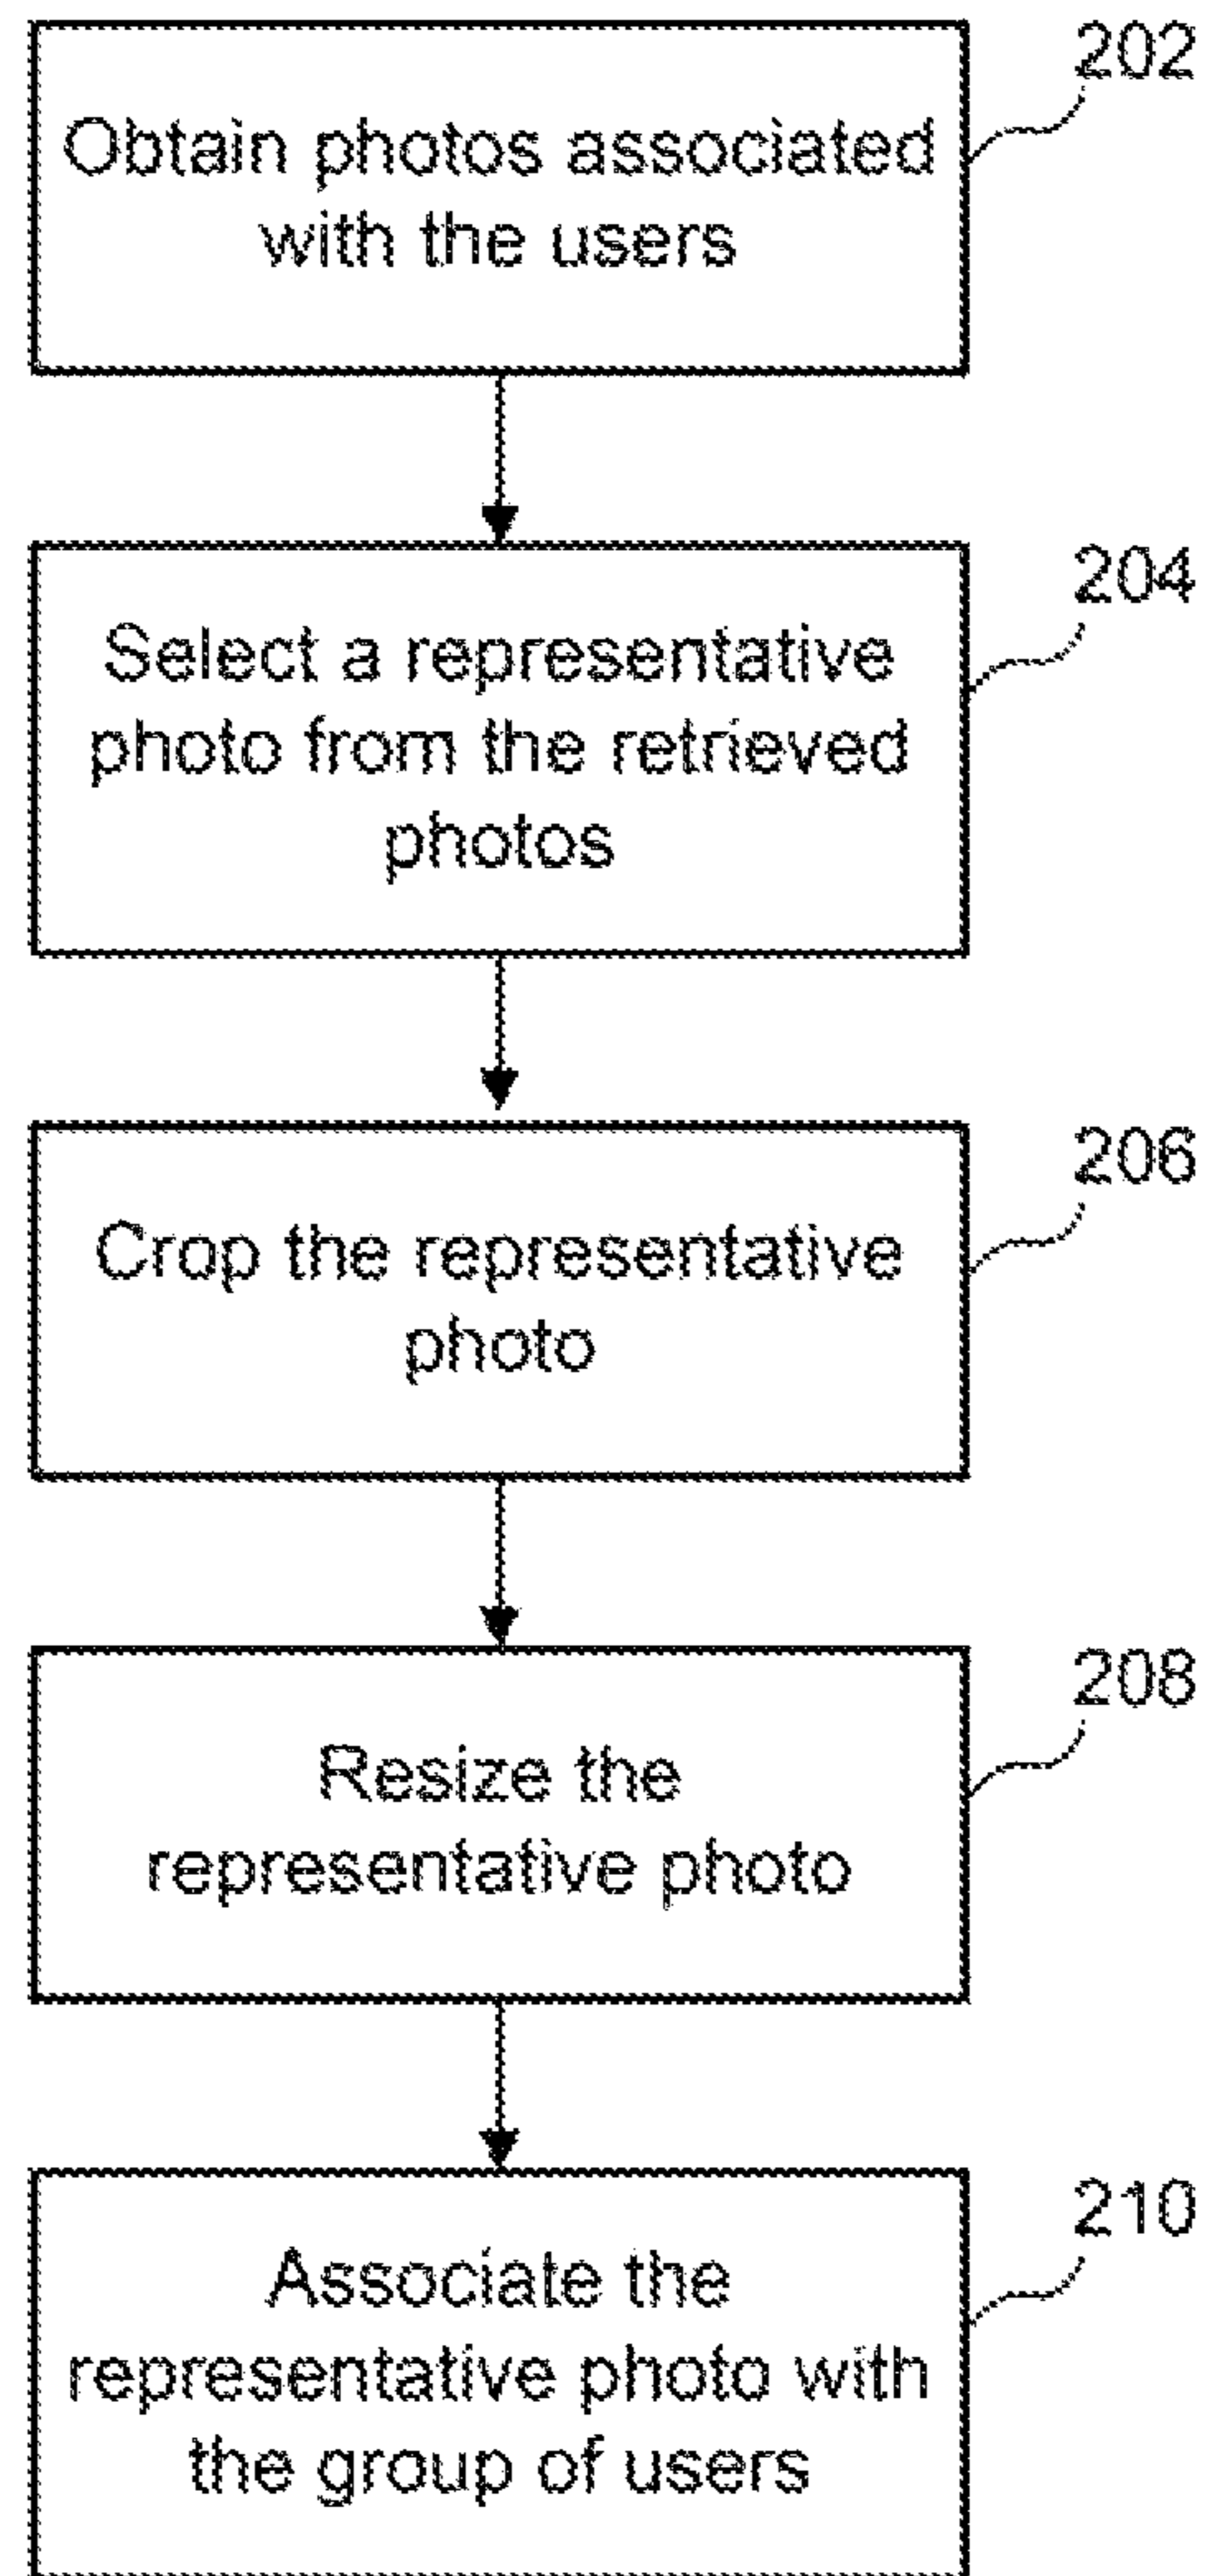 202
Obtain photos associated
with the users
204
Select a representative
photo from the retrieved
photos
206
Crop the representative
photo
208
Resize the
representative photo
210
Associate the
representative photo with
the group of users